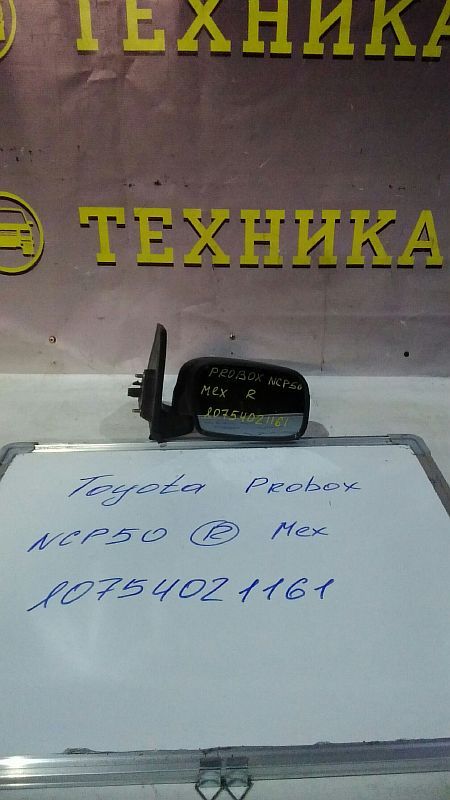 ТЕХНИКА
ТЕХНИКА
PROBOX NCP50
Mex R
10754021161
Toyota Probox
NCP50 Ⓡ Mex
10754021161